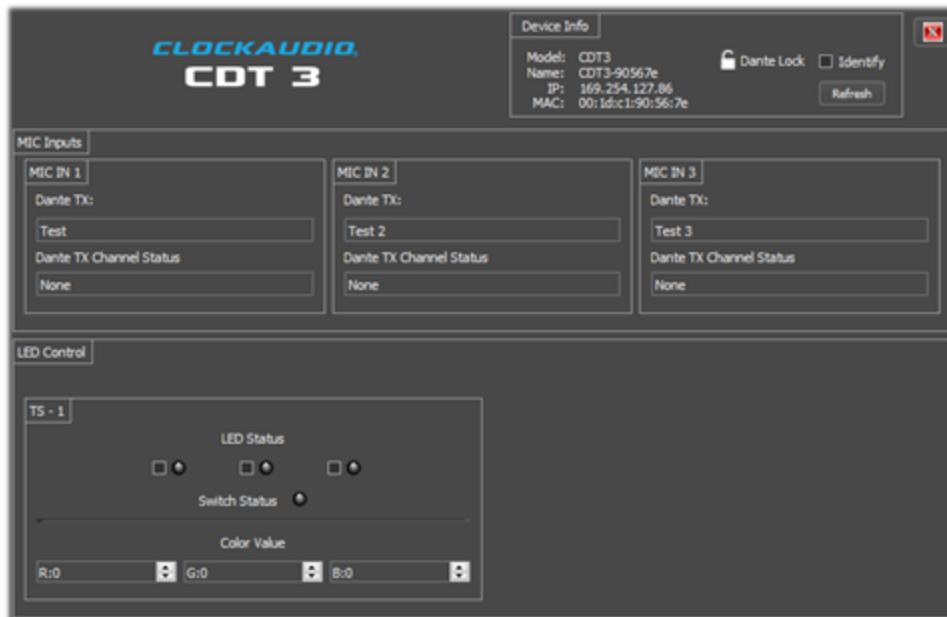 CLOCKAUDIO
CDT 3
Device Info
Model: CDT3
Name: CDT3-90567e
IP: 169.254.127.86
MAC: 00:1d:c1:90:56:7e
Dante Lock
Identify
Refresh
X
MIC Inputs
MIC IN 1
Dante TX:
Test
Dante TX Channel Status
None
MIC IN 2
Dante TX:
Test 2
Dante TX Channel Status
None
MIC IN 3
Dante TX:
Test 3
Dante TX Channel Status
None
LED Control
TS - 1
LED Status
Switch Status
Color Value
R:0
G:0
B:0